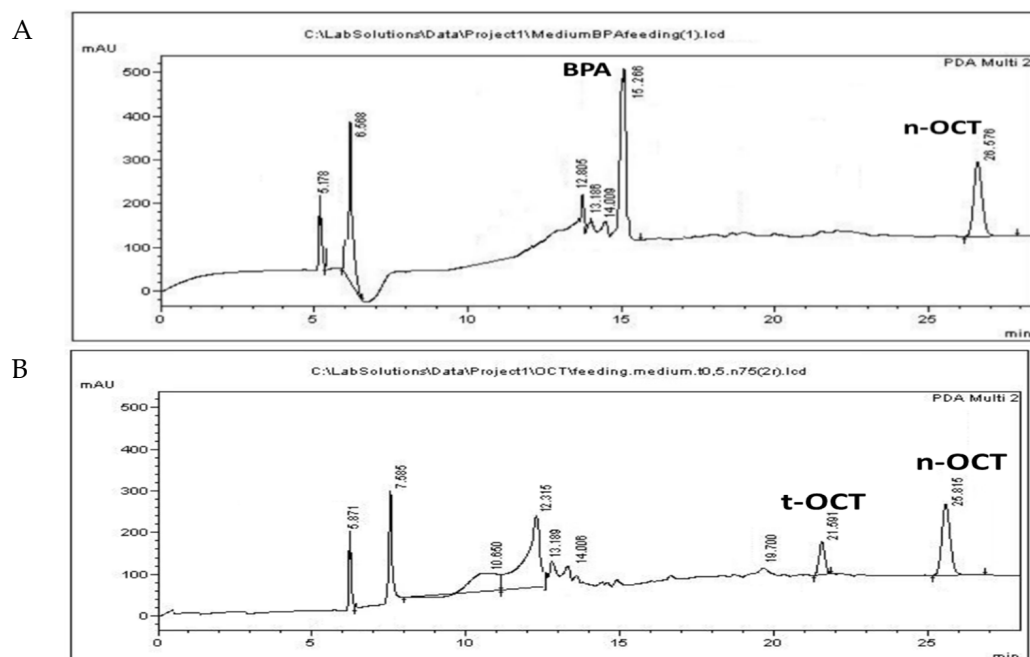 A
C:\LabSolutions\Data\Project1\MediumBPAfeeding(1).lcd
mAU
PDA Multi 2
500
400
300
200
100
0
5.178
6.568
12.805
13.186
14.009
BPA
15.266
n-OCT
26.576
0
5
10
15
20
25
min
B
C:\LabSolutions\Data\Project1\OCT\feeding.medium.t0,5.n75(2r).lcd
mAU
PDA Multi 2
500
400
300
200
100
0
5.871
7.585
10.650
12.315
13.189
14.006
19.700
t-OCT
21.591
n-OCT
25.815
0
5
10
15
20
25
min